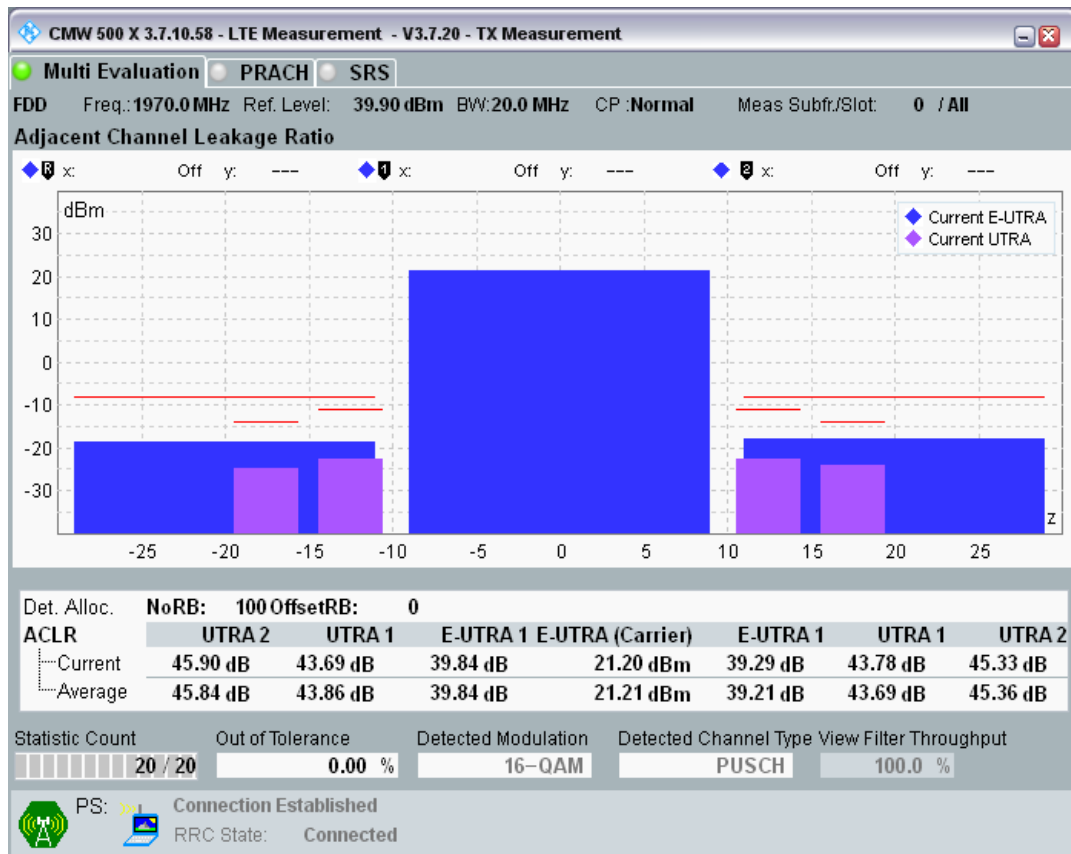 CMW 500 X 3.7.10.58 - LTE Measurement - V3.7.20 - TX Measurement
Multi Evaluation PRACH SRS
FDD Freq.:1970.0 MHz Ref. Level: 39.90 dBm BW:20.0 MHz CP :Normal Meas Subfr./Slot: 0 / All
Adjacent Channel Leakage Ratio
R x: Off y: --- 1 x: Off y: --- 2 x: Off y: ---
dBm
Current E-UTRA
Current UTRA
30
20
10
0
-10
-20
-30
z
-25 -20 -15 -10 -5 0 5 10 15 20 25
Det. Alloc. NoRB: 100 OffsetRB: 0
ACLR UTRA 2 UTRA 1 E-UTRA 1 E-UTRA (Carrier) E-UTRA 1 UTRA 1 UTRA 2
Current 45.90 dB 43.69 dB 39.84 dB 21.20 dBm 39.29 dB 43.78 dB 45.33 dB
Average 45.84 dB 43.86 dB 39.84 dB 21.21 dBm 39.21 dB 43.69 dB 45.36 dB
Statistic Count Out of Tolerance Detected Modulation Detected Channel Type View Filter Throughput
20 / 20 0.00 % 16-QAM PUSCH 100.0 %
PS: Connection Established
RRC State: Connected